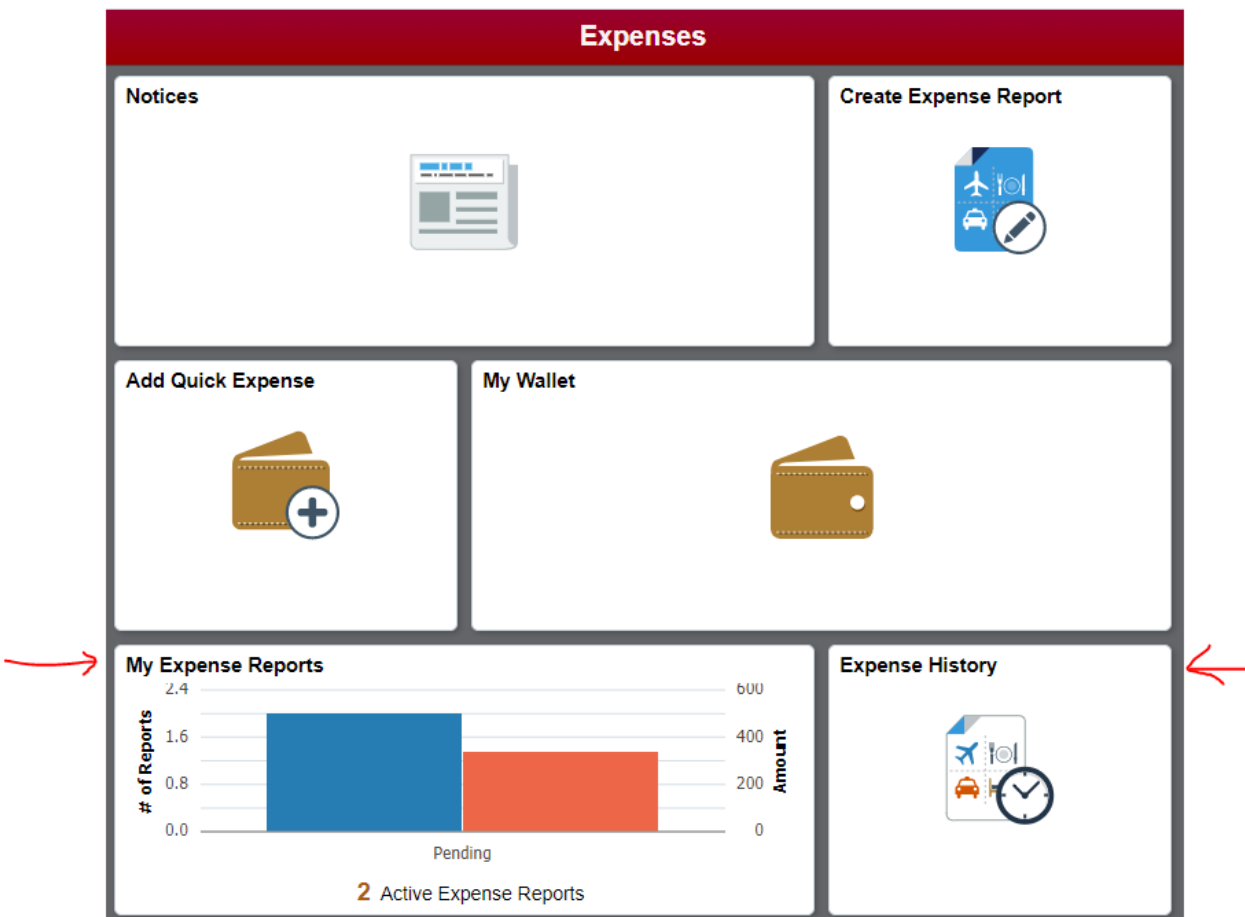 Expenses
Notices
Create Expense Report
Add Quick Expense
My Wallet
My Expense Reports
2.4
1.6
0.8
0.0
# of Reports
600
400
200
0
Amount
Pending
2 Active Expense Reports
Expense History